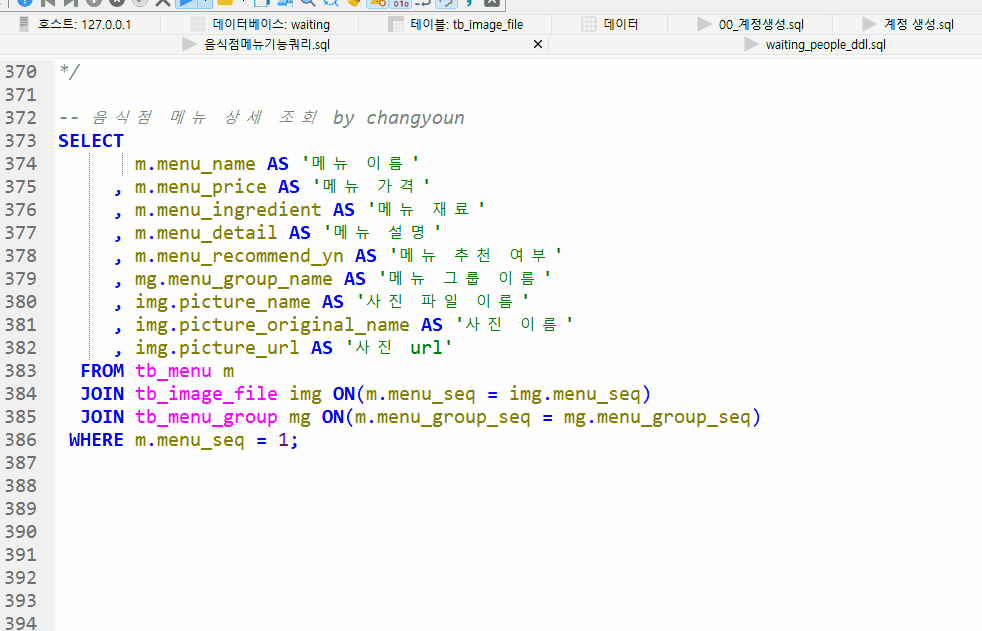 호스트: 127.0.0.1 데이터베이스: waiting 테이블: tb_image_file 데이터 00_계정생성.sql 계정 생성.sql
음식점메뉴기능쿼리.sql waiting_people_ddl.sql
370 */
371
372 -- 음식점 메뉴 상세 조회 by changyoun
373 SELECT
374 m.menu_name AS '메뉴 이름'
375 , m.menu_price AS '메뉴 가격'
376 , m.menu_ingredient AS '메뉴 재료'
377 , m.menu_detail AS '메뉴 설명'
378 , m.menu_recommend_yn AS '메뉴 추천 여부'
379 , mg.menu_group_name AS '메뉴 그룹 이름'
380 , img.picture_name AS '사진 파일 이름'
381 , img.picture_original_name AS '사진 이름'
382 , img.picture_url AS '사진 url'
383 FROM tb_menu m
384 JOIN tb_image_file img ON(m.menu_seq = img.menu_seq)
385 JOIN tb_menu_group mg ON(m.menu_group_seq = mg.menu_group_seq)
386 WHERE m.menu_seq = 1;
387
388
389
390
391
392
393
394